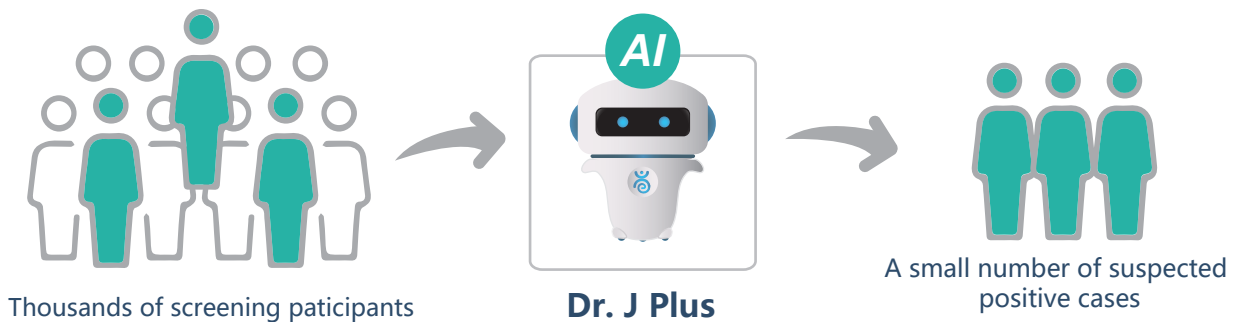 AI
Thousands of screening paticipants
Dr. J Plus
A small number of suspected
positive cases